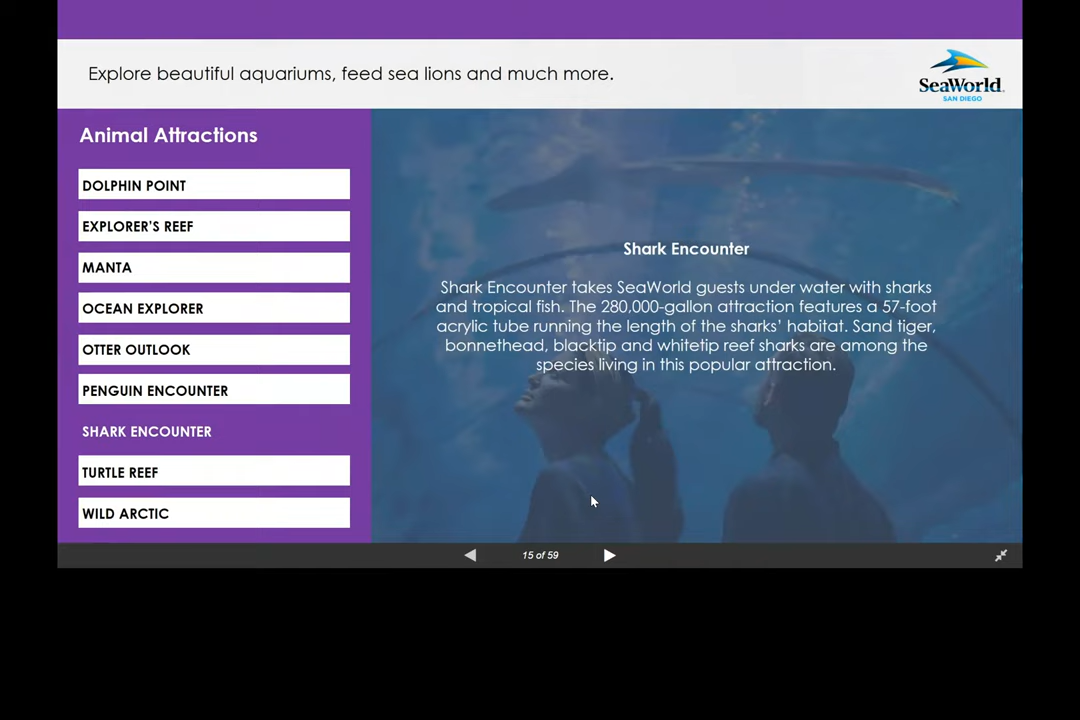 Explore beautiful aquariums, feed sea lions and much more.
SeaWorld
SAN DIEGO
Animal Attractions
DOLPHIN POINT
EXPLORER'S REEF
MANTA
OCEAN EXPLORER
OTTER OUTLOOK
PENGUIN ENCOUNTER
SHARK ENCOUNTER
TURTLE REEF
WILD ARCTIC
Shark Encounter
Shark Encounter takes SeaWorld guests under water with sharks
and tropical fish. The 280,000-gallon attraction features a 57-foot
acrylic tube running the length of the sharks' habitat. Sand tiger,
bonnethead, blacktip and whitetip reef sharks are among the
species living in this popular attraction.
15 of 59